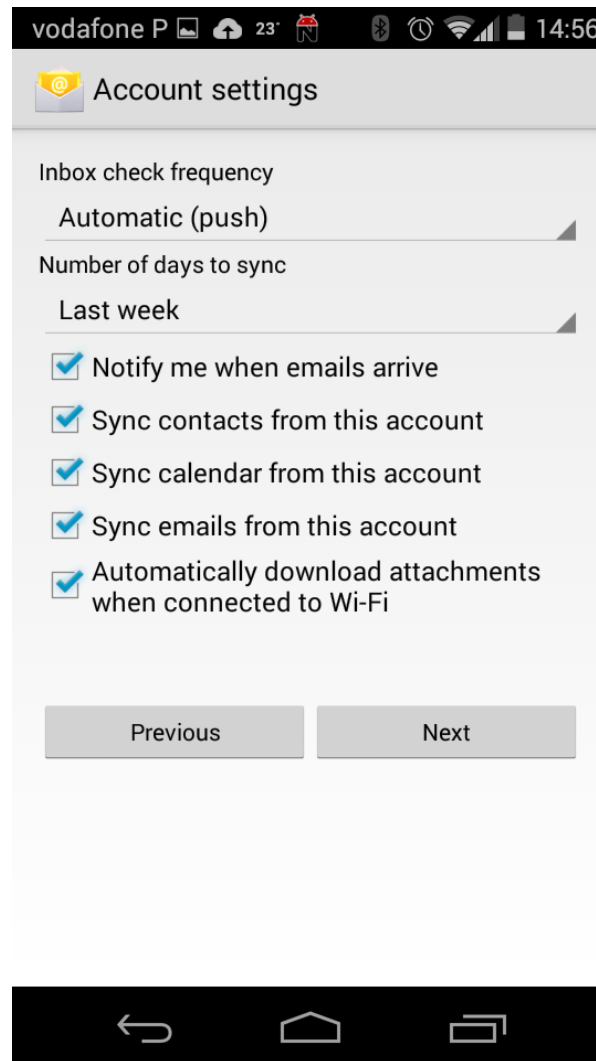 vodafone P 23° 14:56
Account settings
Inbox check frequency
Automatic (push)
Number of days to sync
Last week
Notify me when emails arrive
Sync contacts from this account
Sync calendar from this account
Sync emails from this account
Automatically download attachments
when connected to Wi-Fi
Previous Next